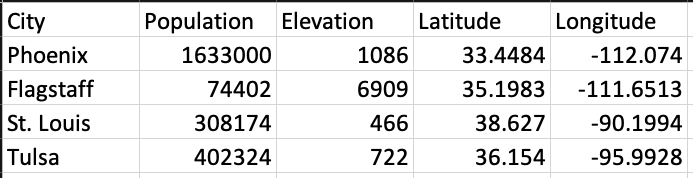 City Population Elevation Latitude Longitude
Phoenix 1633000 1086 33.4484 -112.074
Flagstaff 74402 6909 35.1983 -111.6513
St. Louis 308174 466 38.627 -90.1994
Tulsa 402324 722 36.154 -95.9928